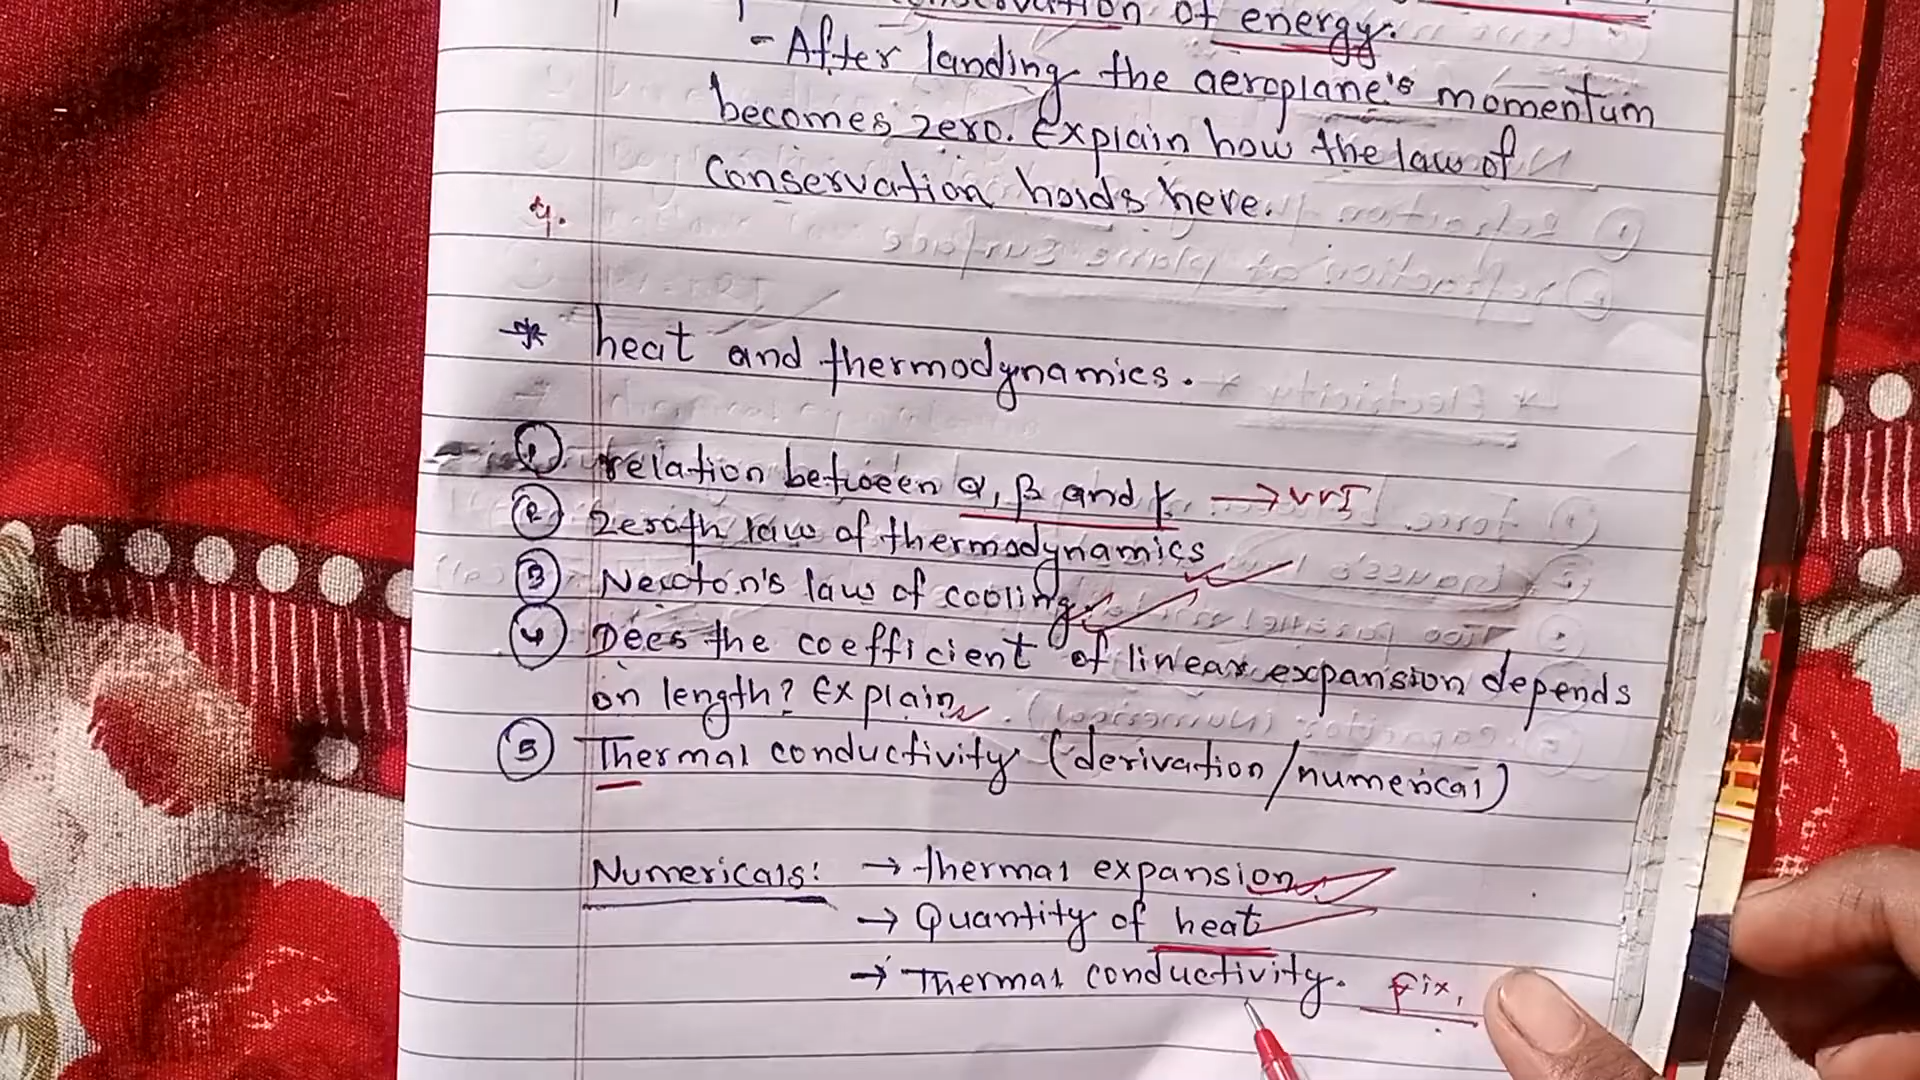 of energy.
- After landing the aeroplane's momentum
becomes zero. Explain how the law of
Conservation holds here.
4.
* heat and thermodynamics.
① relation between α, β and γ. → VVI
② Zeroth law of thermodynamics
③ Newton's law of cooling
④ Does the coefficient of linear expansion depends
on length? Explain
⑤ Thermal conductivity (derivation/numerical)
Numericals: → thermal expansion
→ Quantity of heat
→ Thermal conductivity. fix.